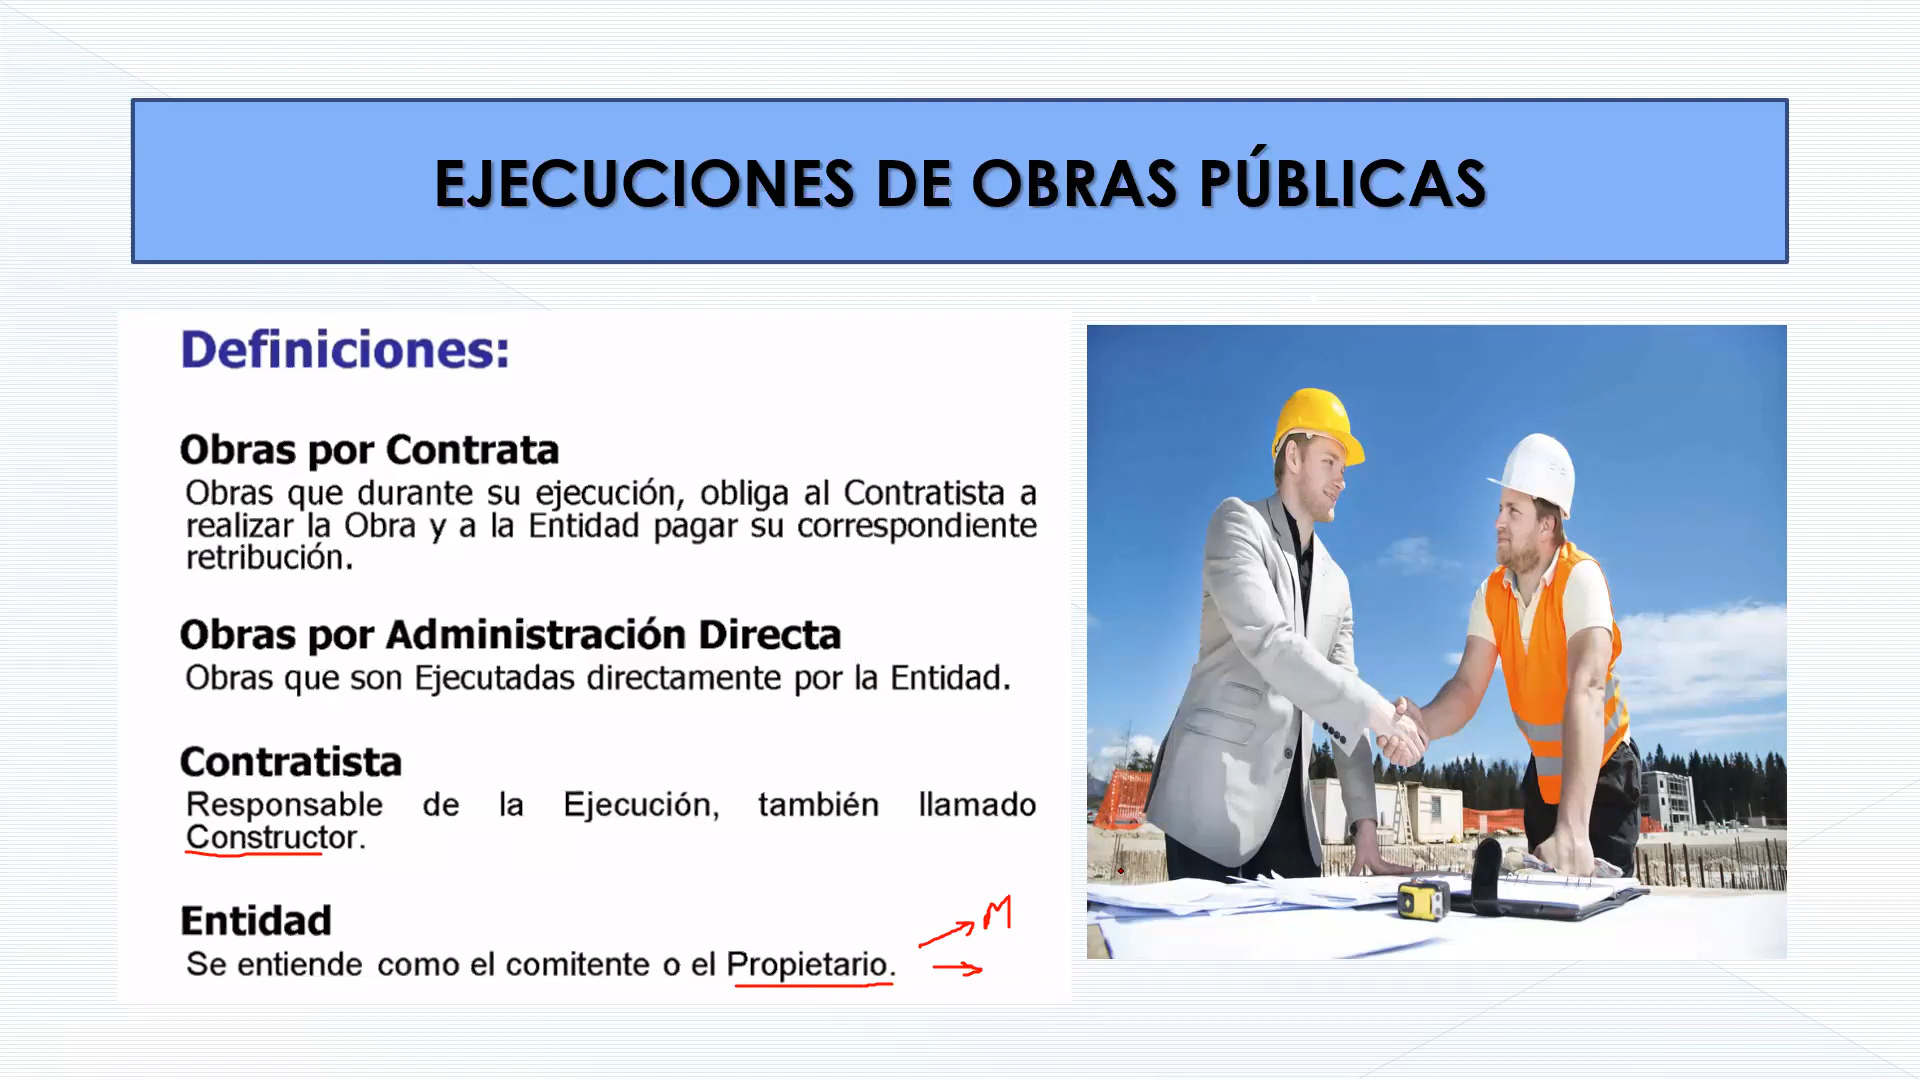 EJECUCIONES DE OBRAS PÚBLICAS
Definiciones:
Obras por Contrata
Obras que durante su ejecución, obliga al Contratista a
realizar la Obra y a la Entidad pagar su correspondiente
retribución.
Obras por Administración Directa
Obras que son Ejecutadas directamente por la Entidad.
Contratista
Responsable de la Ejecución, también llamado
Constructor.
Entidad
M
Se entiende como el comitente o el Propietario.